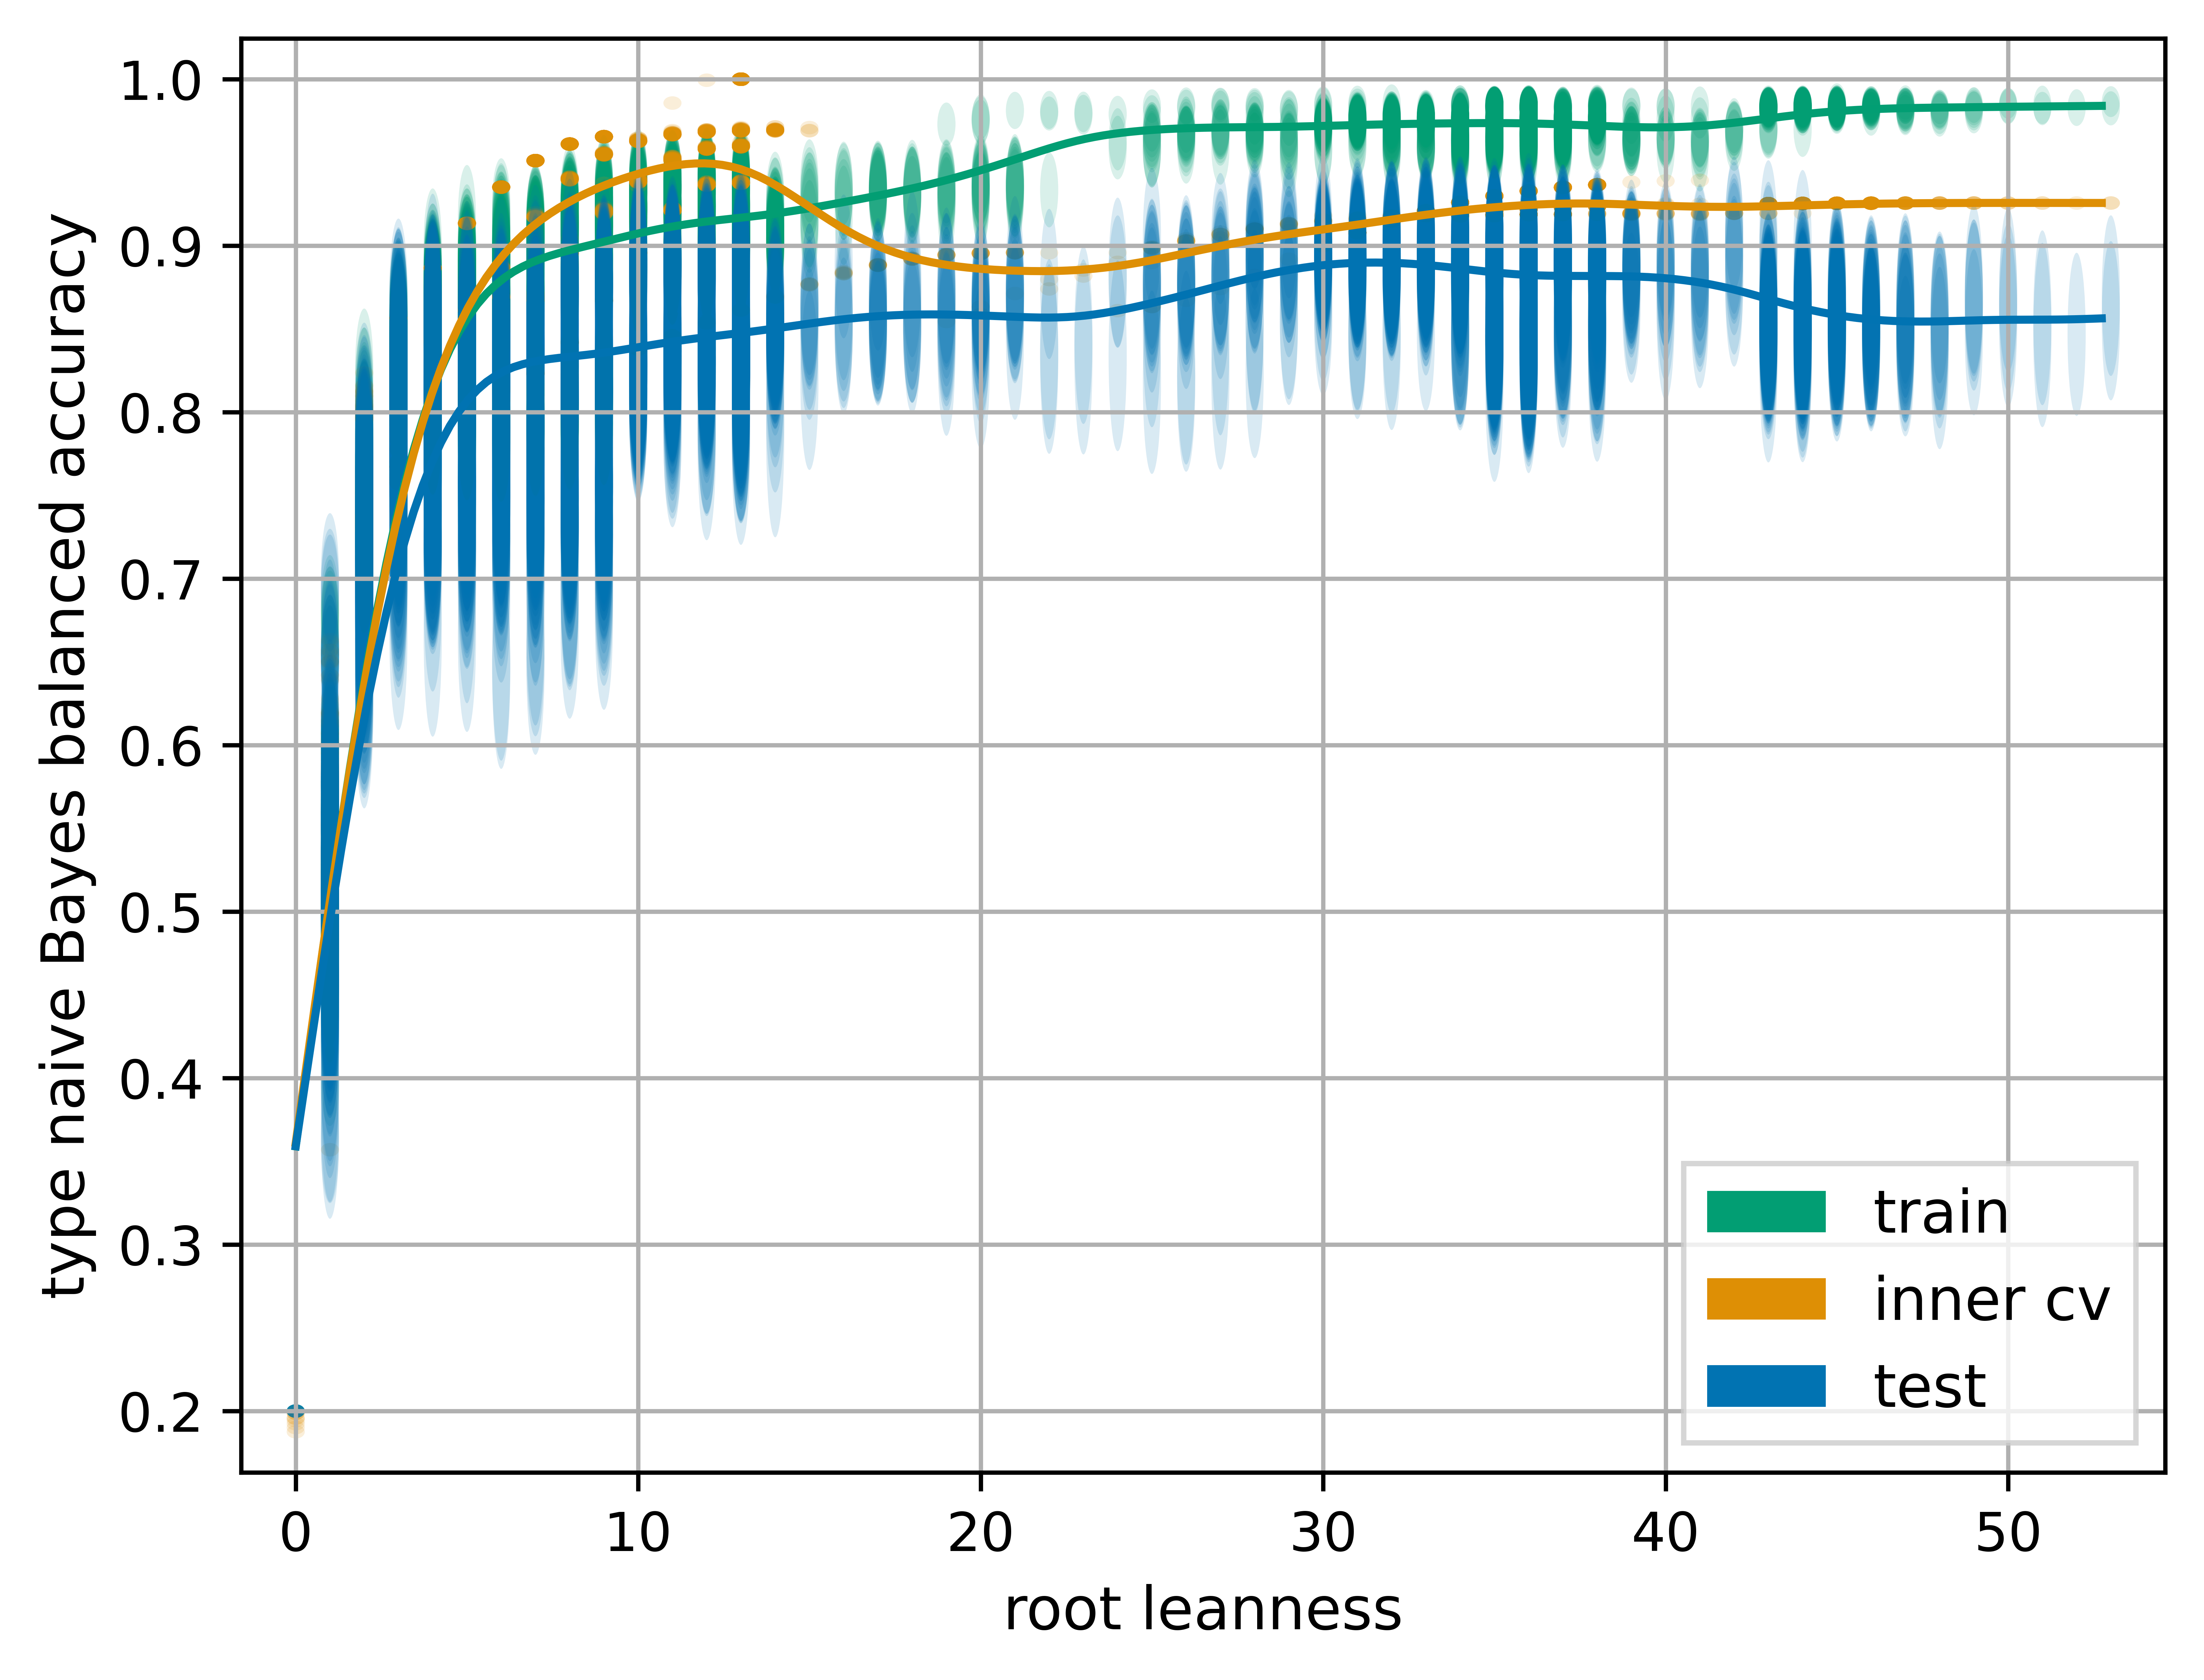 type naive Bayes balanced accuracy
1.0
0.9
0.8
0.7
0.6
0.5
0.4
0.3
0.2
0 10 20 30 40 50
root leanness
train
inner cv
test